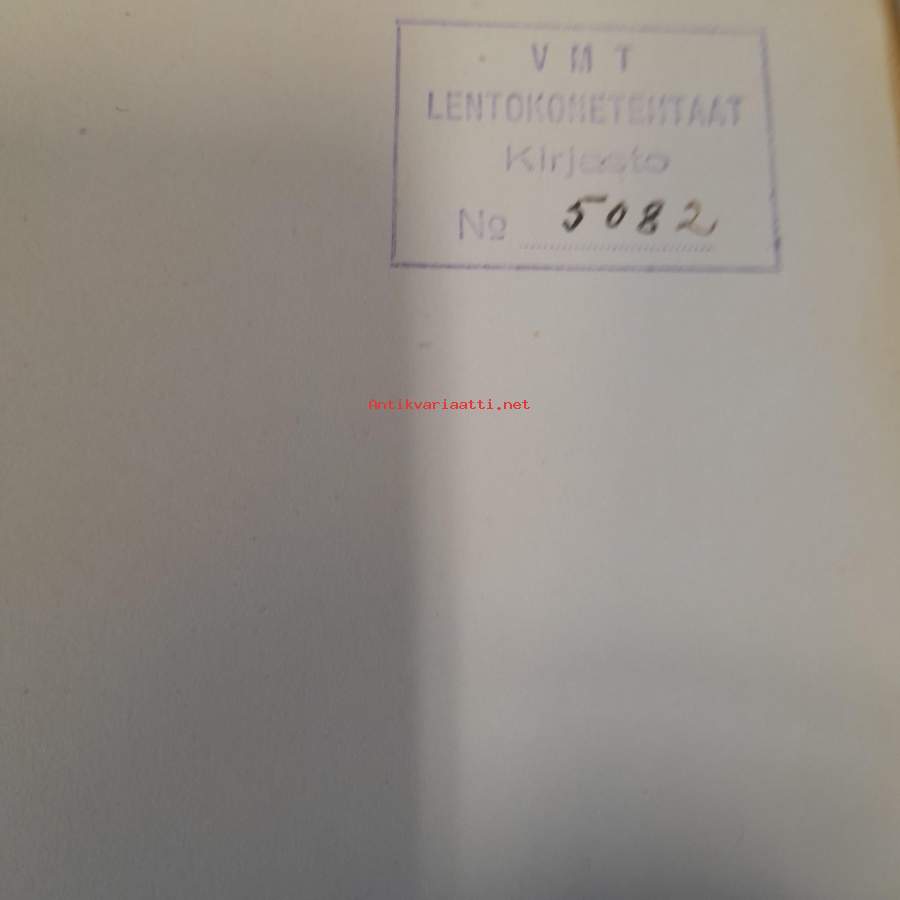 V M T
LENTOKONETEHTAAT
Kirjasto
No 5082
Antikvariaatti.net